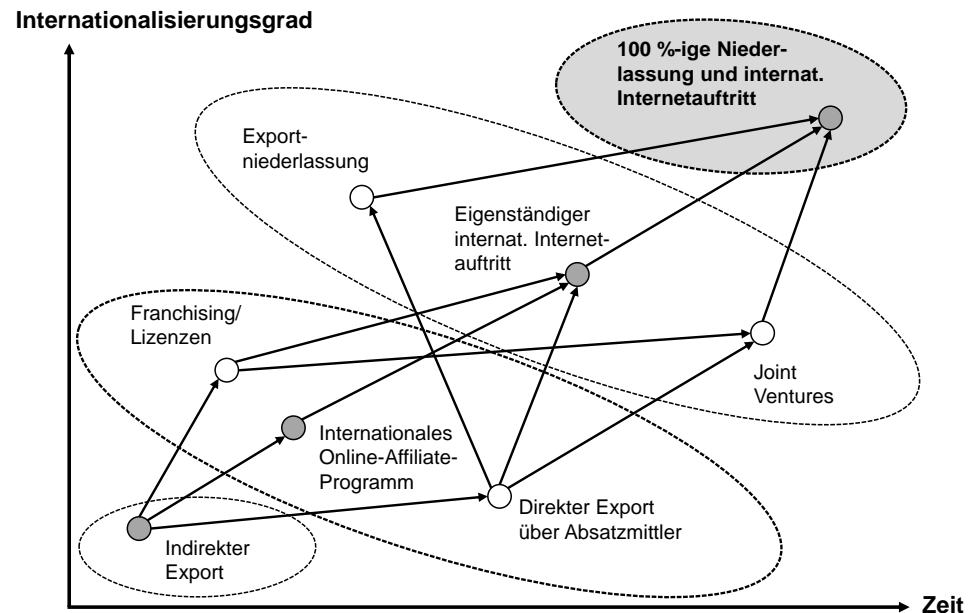 Internationalisierungsgrad
100 %-ige Nieder-
lassung und internat.
Internetauftritt
Export-
niederlassung
Eigenständiger
internat. Internet-
auftritt
Franchising/
Lizenzen
Joint
Ventures
Internationales
Online-Affiliate-
Programm
Direkter Export
über Absatzmittler
Indirekter
Export
Zeit